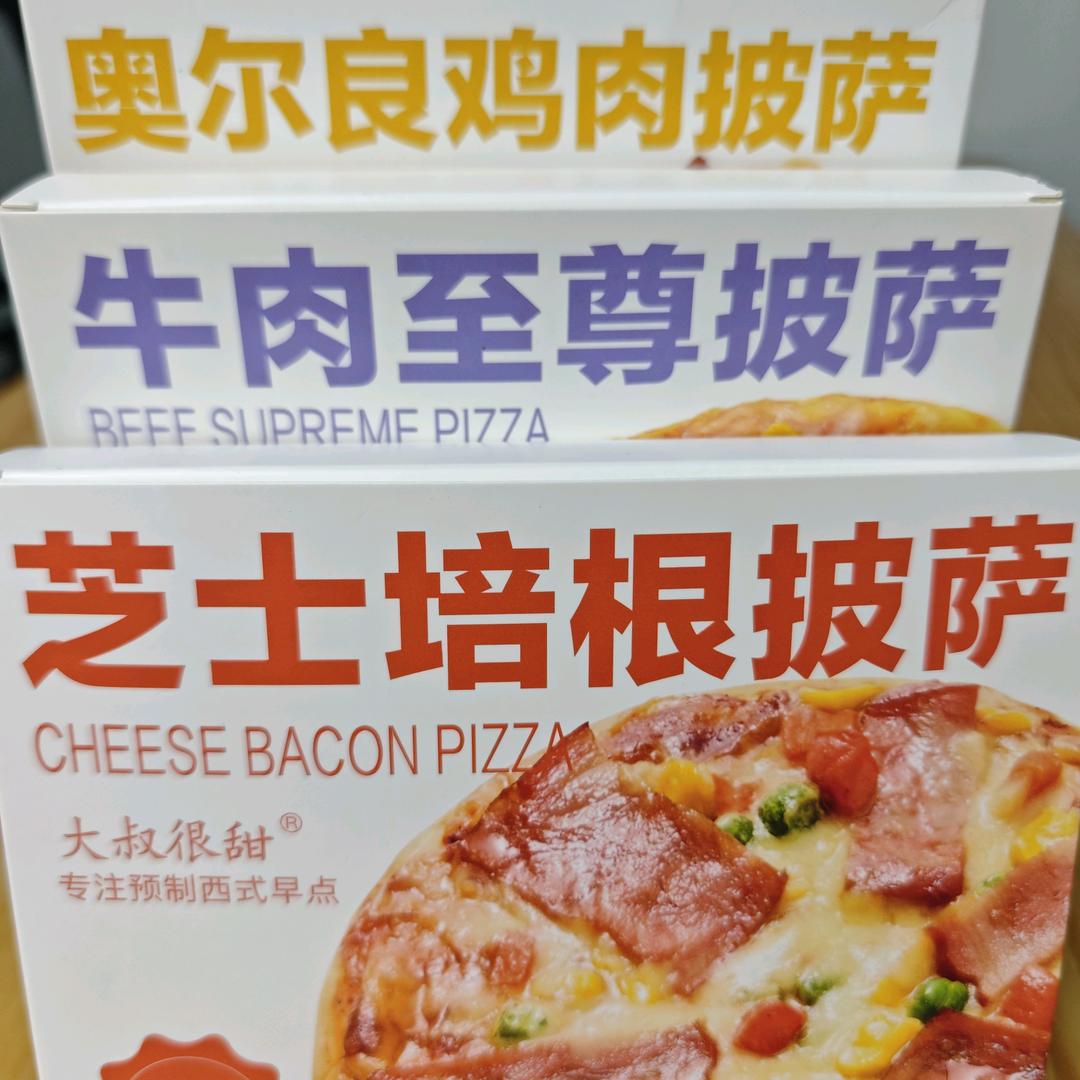 奥尔良鸡肉披萨
牛肉至尊披萨
BEEF SUPREME PIZZA
芝士培根披萨
CHEESE BACON PIZZA
大叔很甜®
专注预制西式早点